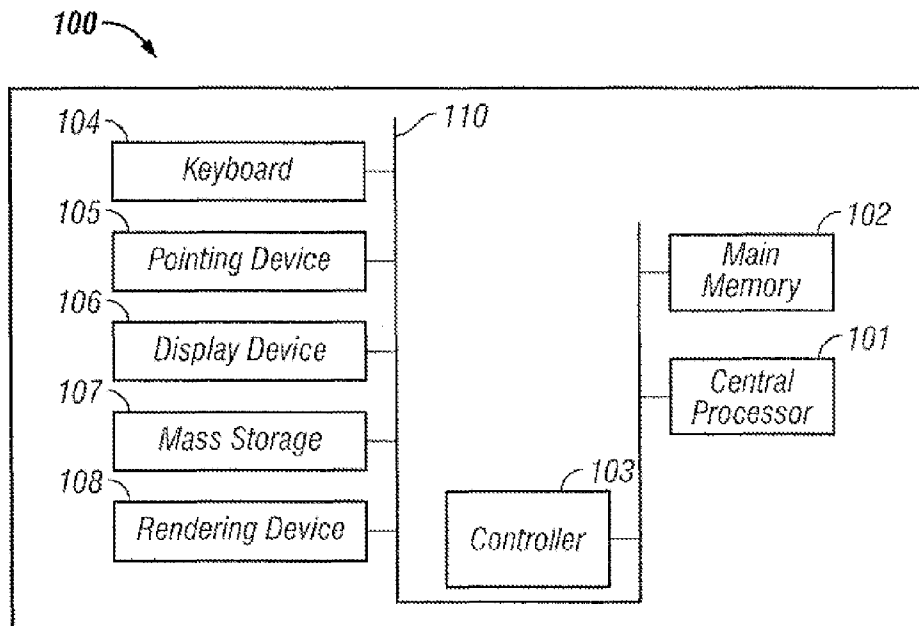 100
104
110
Keyboard
105
Pointing Device
102
Main
Memory
106
Display Device
101
Central
Processor
107
Mass Storage
103
Controller
108
Rendering Device